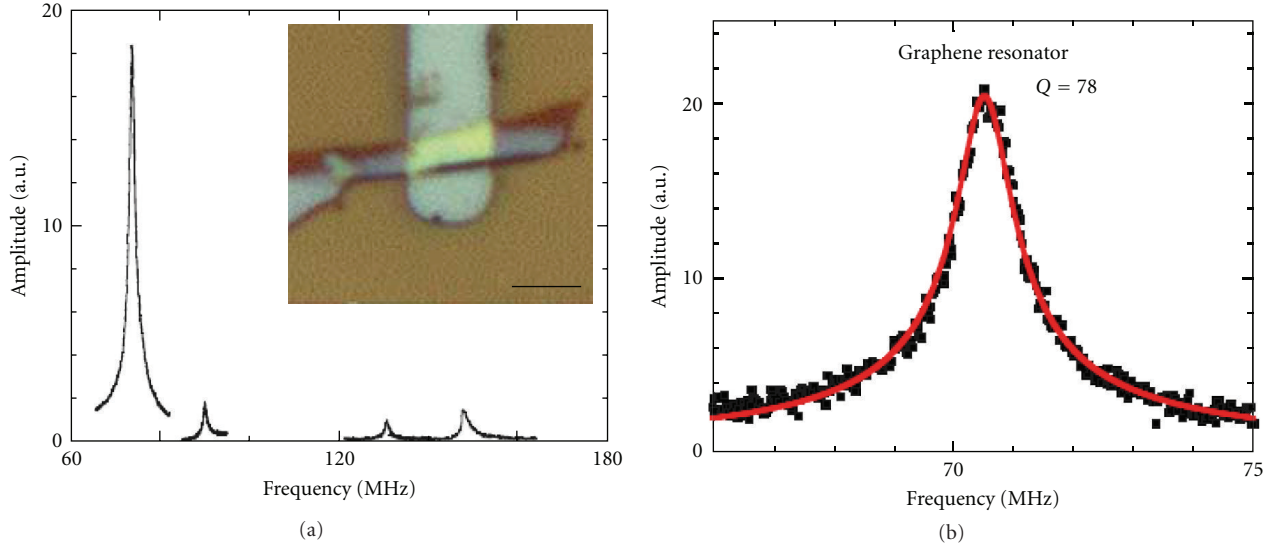 20
10
0
Amplitude (a.u.)
60
120
180
Frequency (MHz)
(a)
Graphene resonator
Q = 78
20
10
0
Amplitude (a.u.)
70
75
Frequency (MHz)
(b)